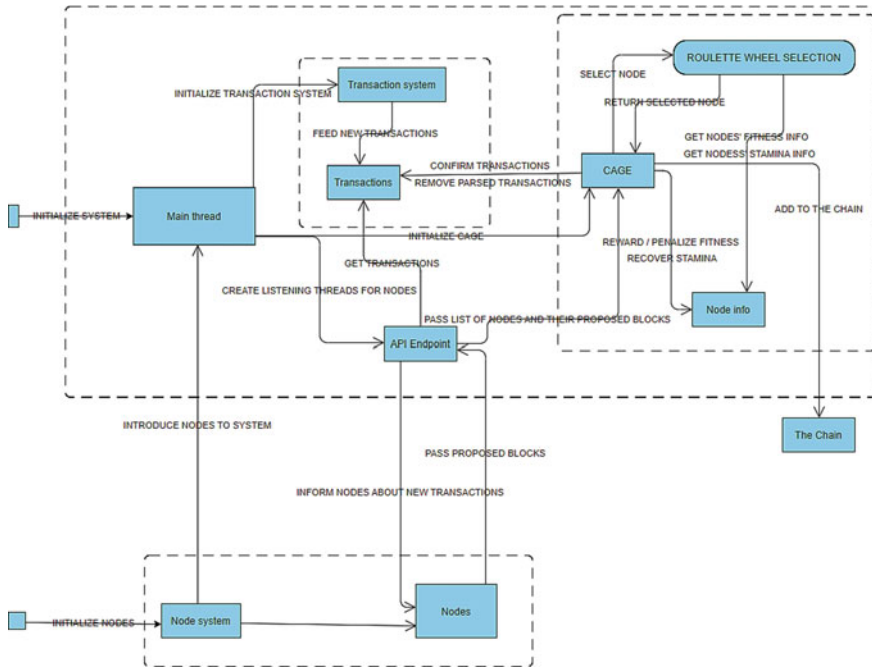 ROULETTE WHEEL SELECTION
SELECT NODE
Transaction system
INITIALIZE TRANSACTION SYSTEM
RETURN SELECTED NODE
FEED NEW TRANSACTIONS
GET NODES' FITNESS INFO
GET NODESS' STAMINA INFO
CONFIRM TRANSACTIONS
CAGE
Transactions
REMOVE PARSED TRANSACTIONS
INITIALIZE SYSTEM
Main thread
ADD TO THE CHAIN
INITIALIZE CAGE
REWARD / PENALIZE FITNESS
RECOVER STAMINA
GET TRANSACTIONS
CREATE LISTENING THREADS FOR NODES
Node info
PASS LIST OF NODES AND THEIR PROPOSED BLOCKS
API Endpoint
INTRODUCE NODES TO SYSTEM
The Chain
PASS PROPOSED BLOCKS
INFORM NODES ABOUT NEW TRANSACTIONS
Nodes
INITIALIZE NODES
Node system